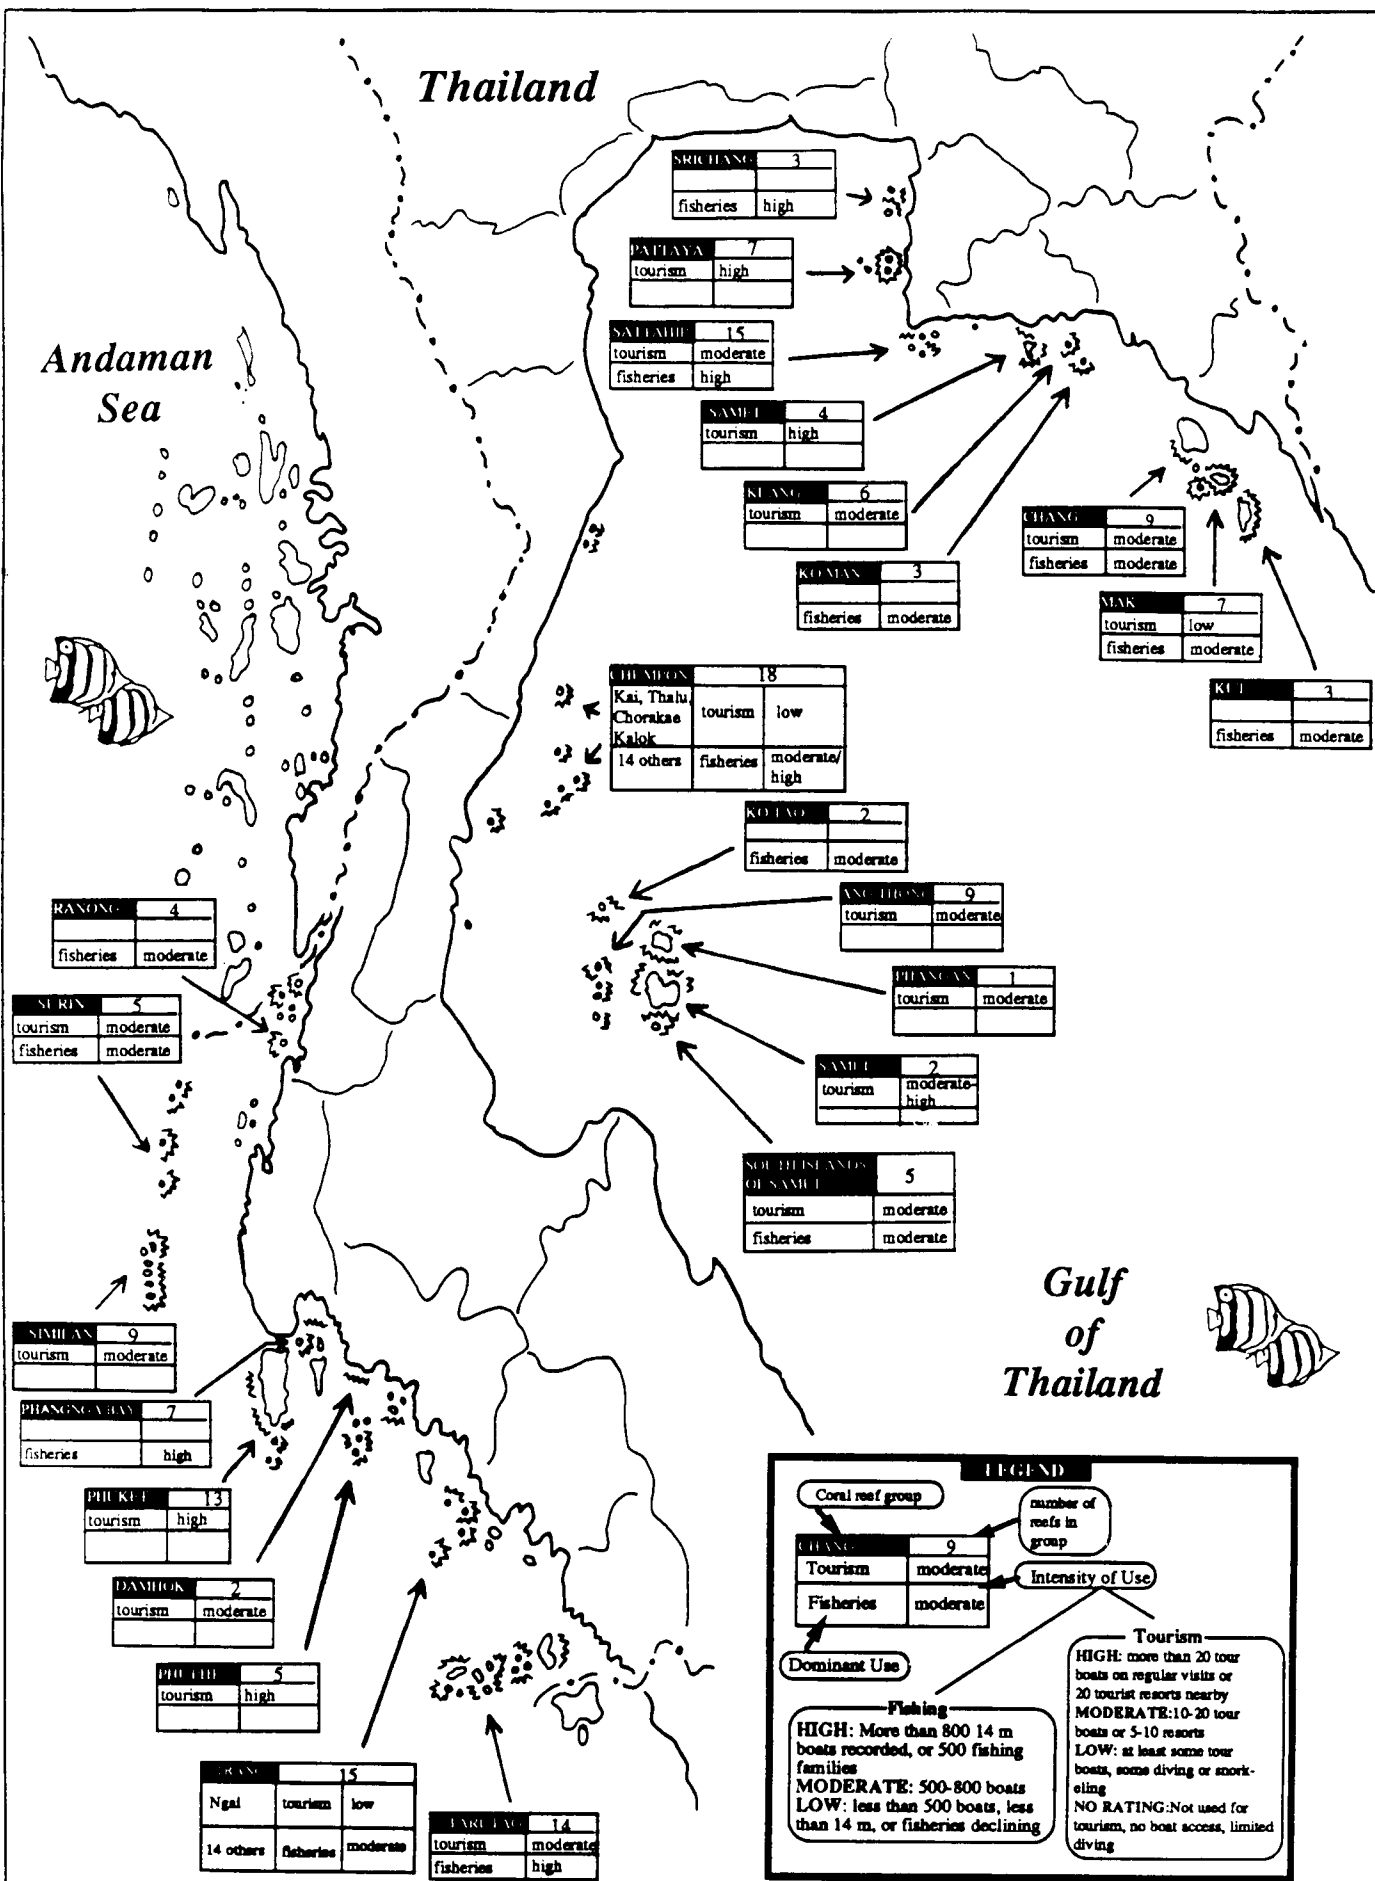 Thailand
SRICHANG 3
fisheries high
PATTAYA 7
tourism high
SATTAHIP 15
tourism moderate
fisheries high
Andaman
Sea
SAMET 4
tourism high
KLANG 6
tourism moderate
CHANG 9
tourism moderate
fisheries moderate
KO MAN 3
fisheries moderate
MAK 7
tourism low
fisheries moderate
KUT 3
fisheries moderate
CHUMPON 18
Kai, Thalu, tourism low
Chorakae
Kalok
14 others fisheries moderate/
high
KO TAO 2
fisheries moderate
ANG THONG 9
tourism moderate
RANONG 4
fisheries moderate
PHANGAN 1
tourism moderate
SURIN 5
tourism moderate
fisheries moderate
SAMUI 2
tourism moderate-
high
SOUTH ISLANDS
OF SAMUI 5
tourism moderate
fisheries moderate
Gulf
of
Thailand
SIMILAN 9
tourism moderate
PHANGNGA BAY 7
fisheries high
PHUKET 13
tourism high
DAMHOK 2
tourism moderate
PHI PHI 5
tourism high
TRANG 15
Ngai tourism low
14 others fisheries moderate
TARUTAO 14
tourism moderate
fisheries high
LEGEND
Coral reef group
number of
reefs in
group
CHANG 9
Tourism moderate
Fisheries moderate
Intensity of Use
Dominant Use
Fishing
HIGH: More than 800 14 m
boats recorded, or 500 fishing
families
MODERATE: 500-800 boats
LOW: less than 500 boats, less
than 14 m, or fisheries declining
Tourism
HIGH: more than 20 tour
boats on regular visits or
20 tourist resorts nearby
MODERATE:10-20 tour
boats or 5-10 resorts
LOW: at least some tour
boats, some diving or snork-
eling
NO RATING:Not used for
tourism, no boat access, limited
diving